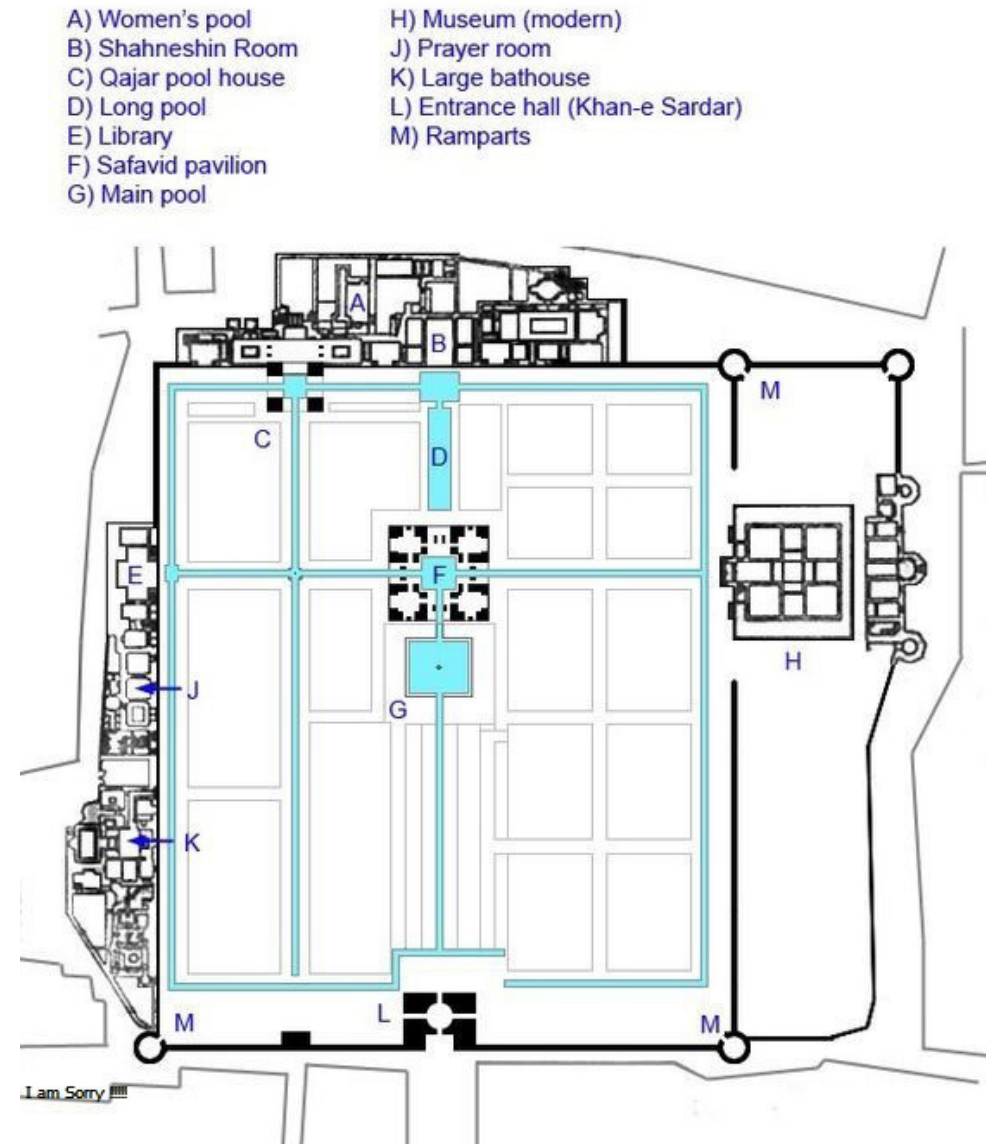 A) Women's pool
B) Shahneshin Room
C) Qajar pool house
D) Long pool
E) Library
F) Safavid pavilion
G) Main pool
H) Museum (modern)
J) Prayer room
K) Large bathouse
L) Entrance hall (Khan-e Sardar)
M) Ramparts
A
B
M
C
D
E
F
H
J
G
K
L
M
M
I am Sorry !!!!!